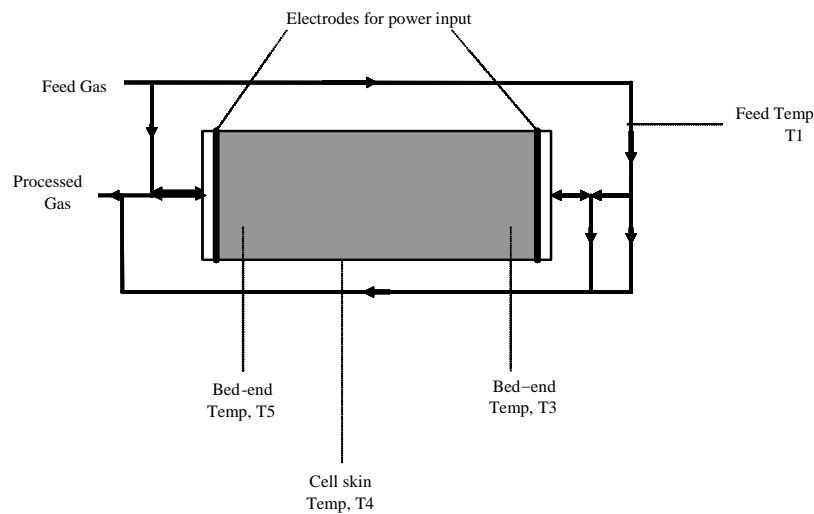 Electrodes for power input
Feed Gas
Feed Temp
T1
Processed
Gas
Bed-end
Temp, T5
Bed–end
Temp, T3
Cell skin
Temp, T4